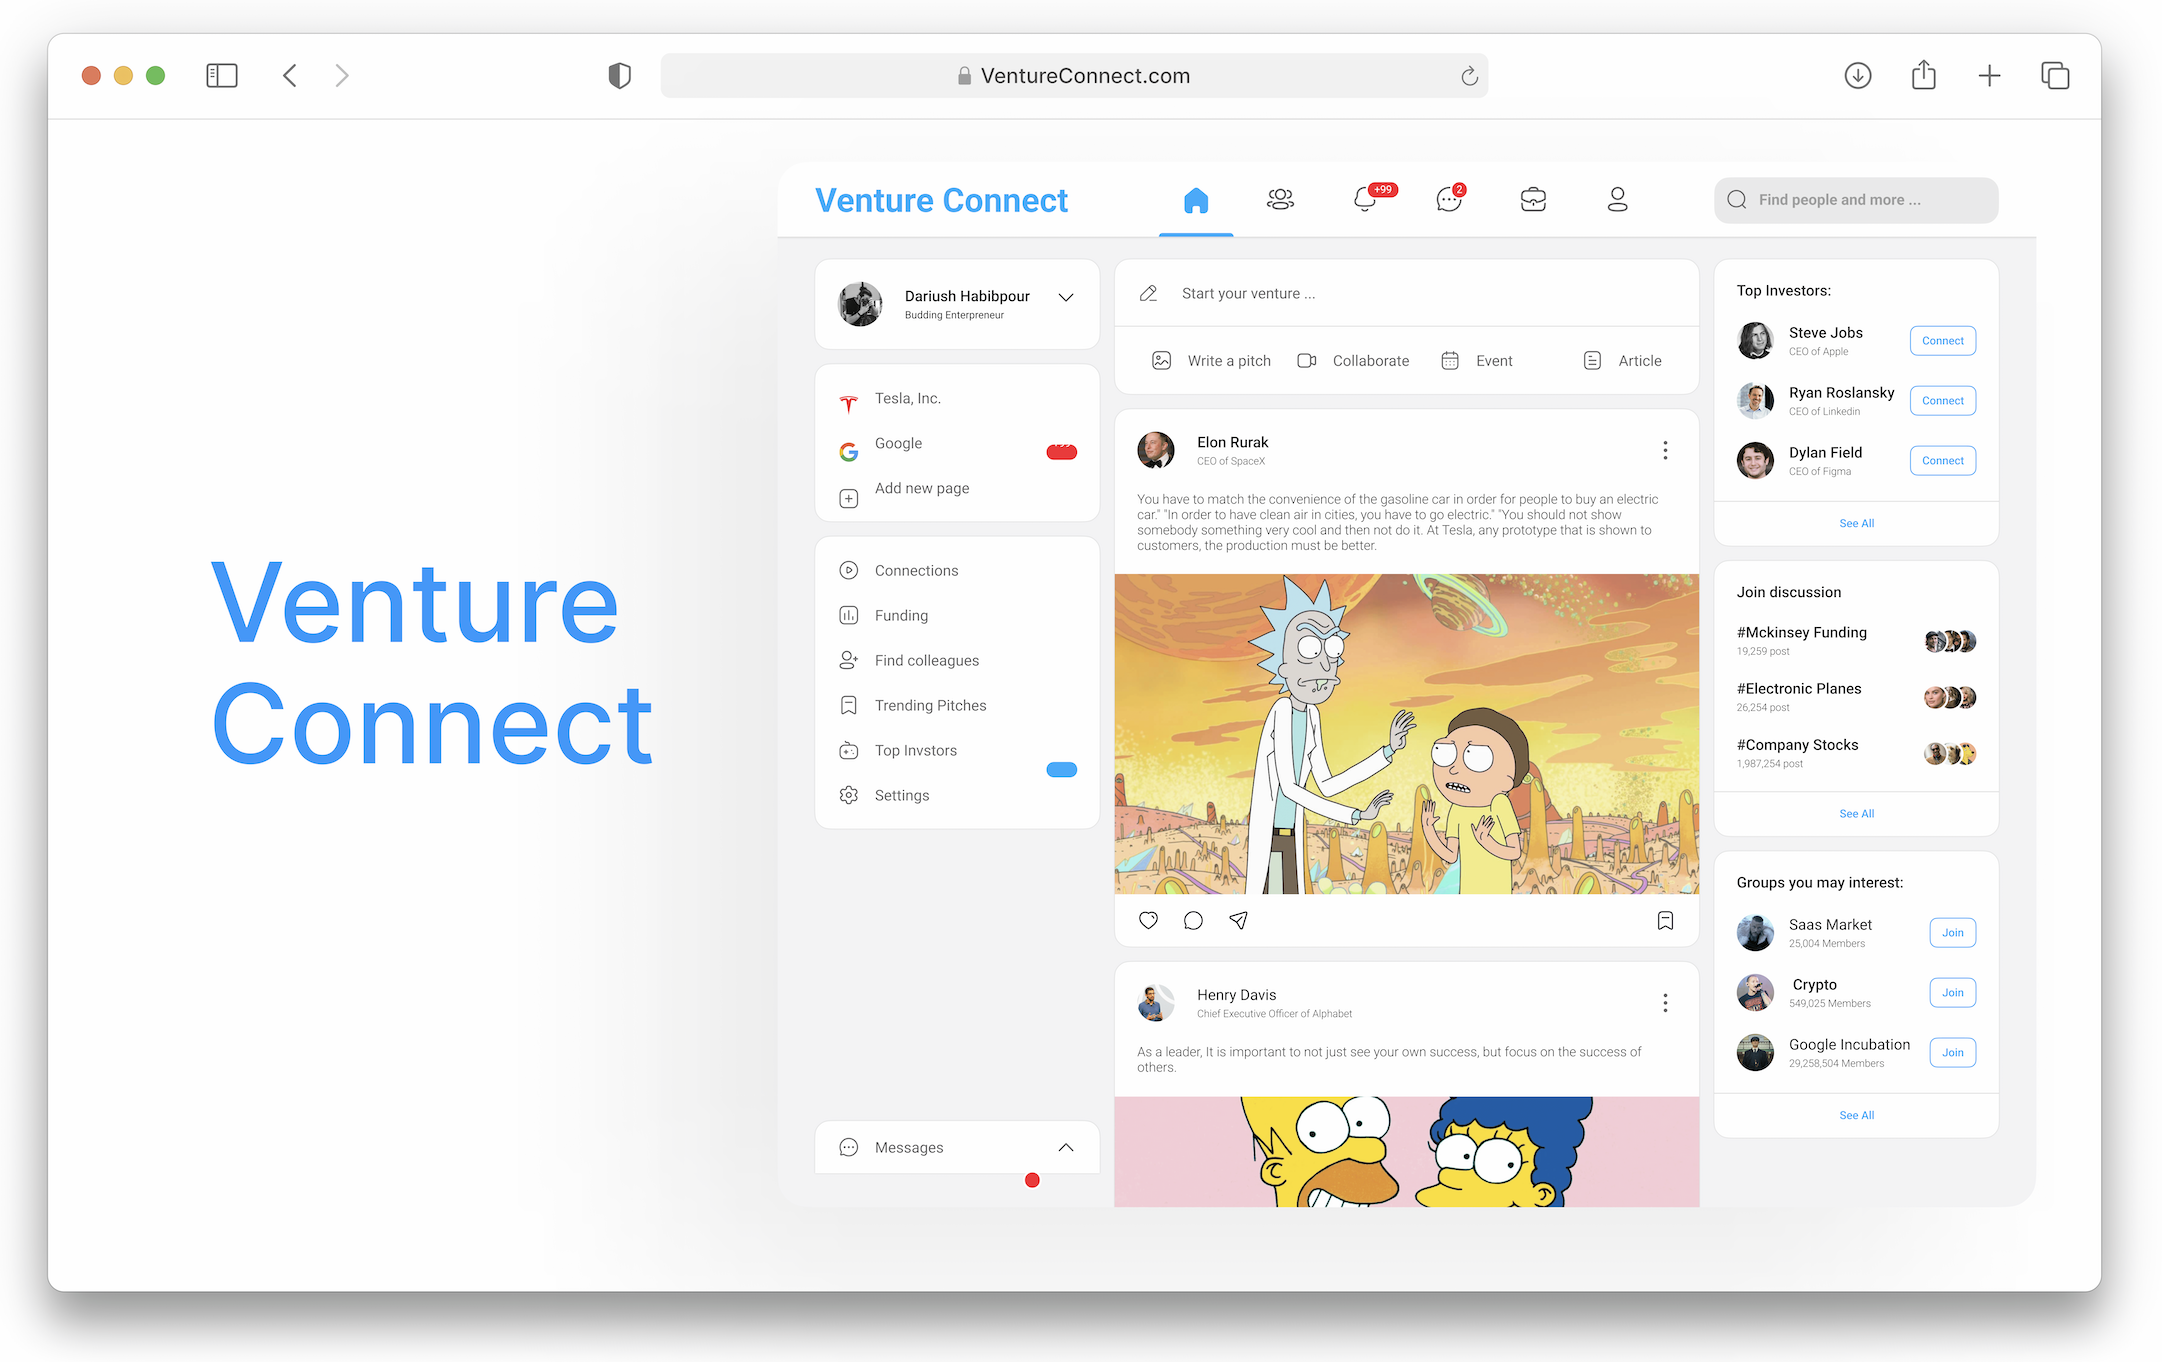 VentureConnect.com
Venture
Connect
Venture Connect
+99
2
Find people and more ...
Dariush Habibpour
Budding Enterpreneur
Tesla, Inc.
Google
Add new page
Connections
Funding
Find colleagues
Trending Pitches
Top Invstors
Settings
Messages
Start your venture ...
Write a pitch
Collaborate
Event
Article
Elon Rurak
CEO of SpaceX
You have to match the convenience of the gasoline car in order for people to buy an electric
car." "In order to have clean air in cities, you have to go electric." "You should not show
somebody something very cool and then not do it. At Tesla, any prototype that is shown to
customers, the production must be better.
Henry Davis
Chief Executive Officer of Alphabet
As a leader, It is important to not just see your own success, but focus on the success of
others.
Top Investors:
Steve Jobs
CEO of Apple
Connect
Ryan Roslansky
CEO of Linkedin
Connect
Dylan Field
CEO of Figma
Connect
See All
Join discussion
#Mckinsey Funding
19,259 post
#Electronic Planes
26,254 post
#Company Stocks
1,987,254 post
See All
Groups you may interest:
Saas Market
25,004 Members
Join
Crypto
549,025 Members
Join
Google Incubation
29,258,504 Members
Join
See All